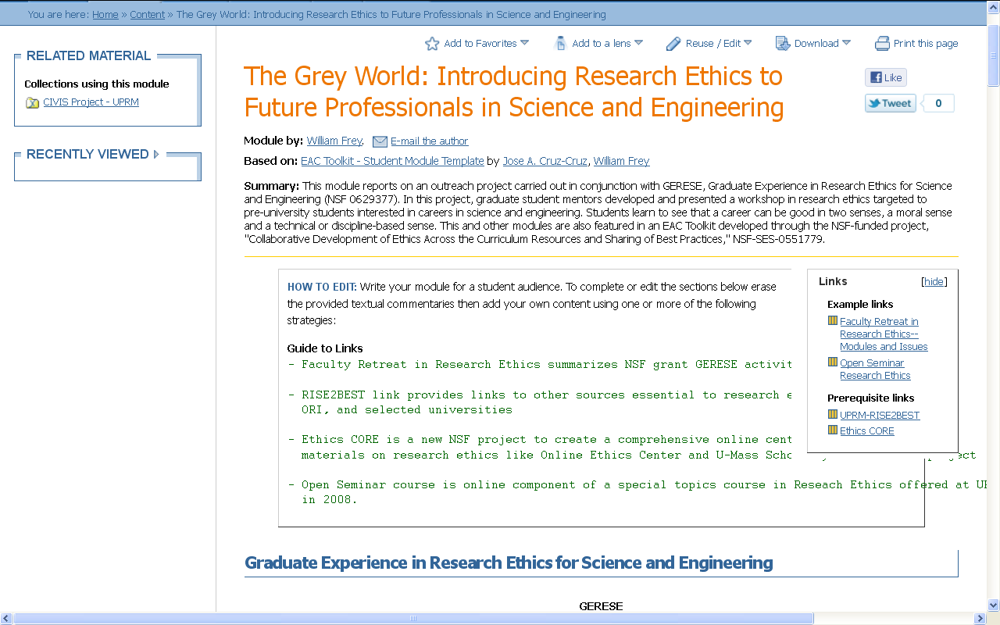 You are here: Home » Content » The Grey World: Introducing Research Ethics to Future Professionals in Science and Engineering
RELATED MATERIAL
Collections using this module
CIVIS Project - UPRM
RECENTLY VIEWED
Add to Favorites
Add to a lens
Reuse / Edit
Download
Print this page
The Grey World: Introducing Research Ethics to
Future Professionals in Science and Engineering
Like
Tweet 0
Module by: William Frey. E-mail the author
Based on: EAC Toolkit - Student Module Template by Jose A. Cruz-Cruz, William Frey
Summary: This module reports on an outreach project carried out in conjunction with GERESE, Graduate Experience in Research Ethics for Science
and Engineering (NSF 0629377). In this project, graduate student mentors developed and presented a workshop in research ethics targeted to
pre-university students interested in careers in science and engineering. Students learn to see that a career can be good in two senses, a moral sense
and a technical or discipline-based sense. This and other modules are also featured in an EAC Toolkit developed through the NSF-funded project,
"Collaborative Development of Ethics Across the Curriculum Resources and Sharing of Best Practices," NSF-SES-0551779.
HOW TO EDIT: Write your module for a student audience. To complete or edit the sections below erase
the provided textual commentaries then add your own content using one or more of the following
strategies:
Guide to Links
- Faculty Retreat in Research Ethics summarizes NSF grant GERESE
- RISE2BEST link provides links to other sources essential to research
ORI, and selected universities
- Ethics CORE is a new NSF project to create a comprehensive online
materials on research ethics like Online Ethics Center and U-Mass
- Open Seminar course is online component of a special topics course in Reseach Ethics offered at
in 2008.
Links [hide]
Example links
Faculty Retreat in
Research Ethics--
Modules and Issues
Open Seminar
Research Ethics
Prerequisite links
UPRM-RISE2BEST
Ethics CORE
Graduate Experience in Research Ethics for Science and Engineering
GERESE